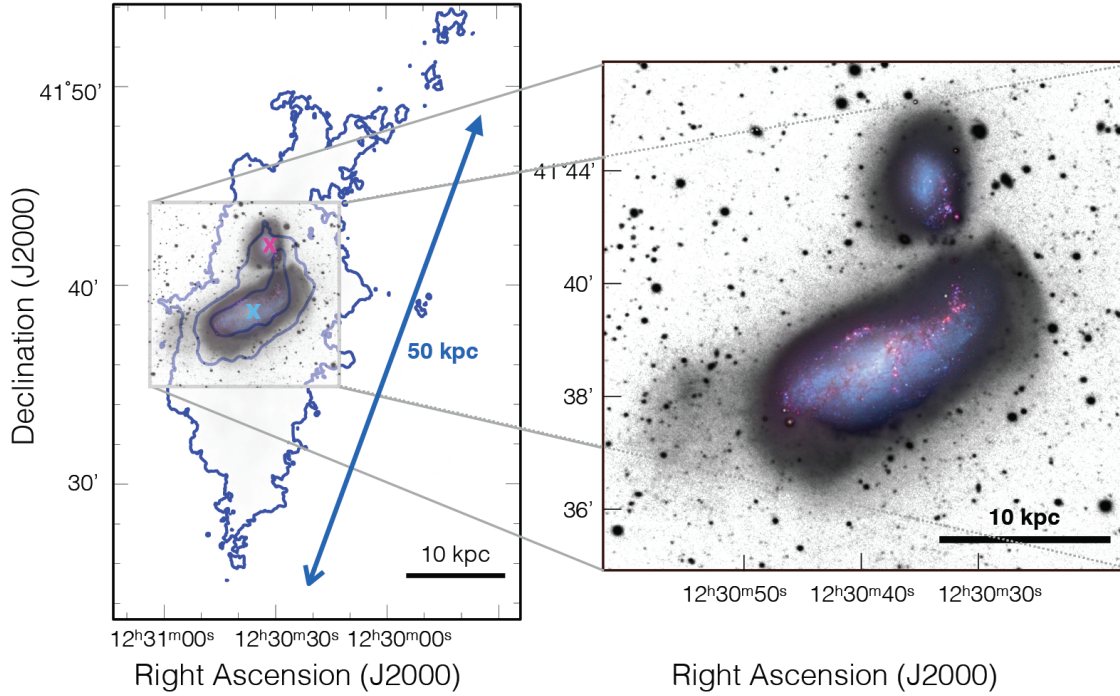 41°50'
40'
30'
Declination (J2000)
X
X
50 kpc
10 kpc
12ʰ31ᵐ00ˢ
12ʰ30ᵐ30ˢ
12ʰ30ᵐ00ˢ
Right Ascension (J2000)
41°44'
40'
38'
36'
10 kpc
12ʰ30ᵐ50ˢ
12ʰ30ᵐ40ˢ
12ʰ30ᵐ30ˢ
Right Ascension (J2000)